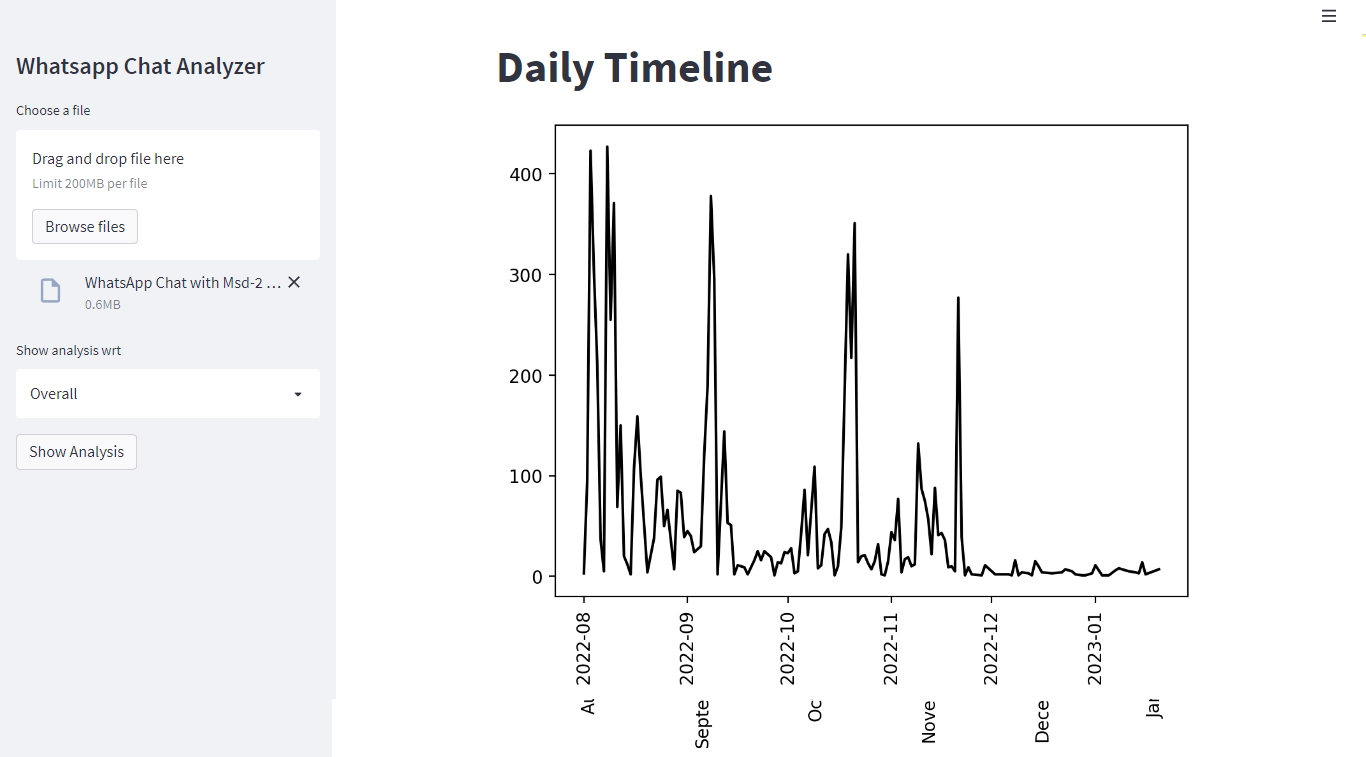 Whatsapp Chat Analyzer
Choose a file
Drag and drop file here
Limit 200MB per file
Browse files
WhatsApp Chat with Msd-2 ...
0.6MB
Show analysis wrt
Overall
Show Analysis
Daily Timeline
400
300
200
100
0
2022-08
2022-09
2022-10
2022-11
2022-12
2023-01
Septe
Oc
Nove
Dece